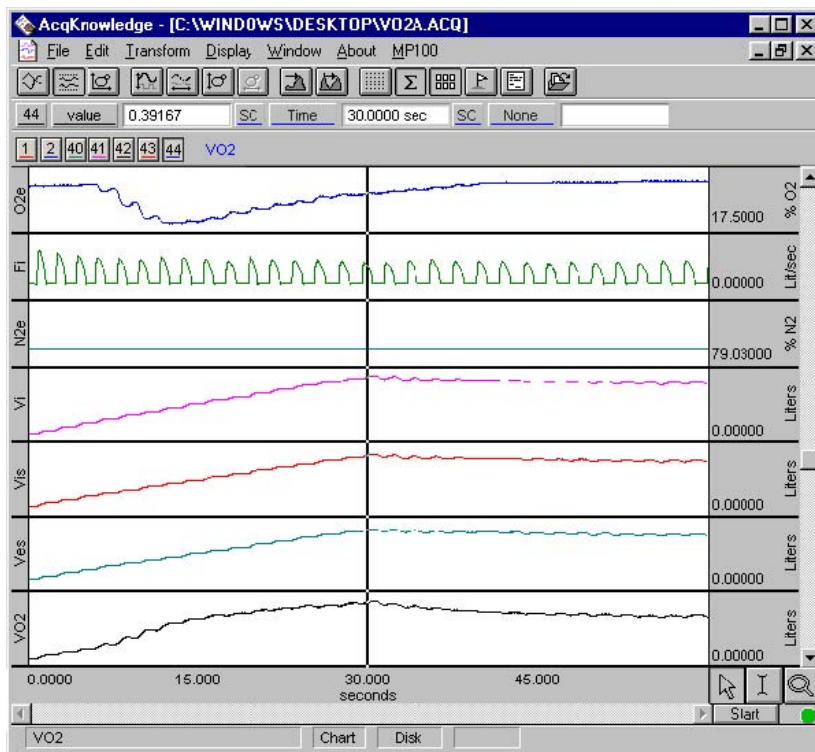 AcqKnowledge - [C:\WINDOWS\DESKTOP\VO2A.ACQ]
File Edit Transform Display Window About MP100
44 value 0.39167 SC Time 30.0000 sec SC None
1 2 40 41 42 43 44 VO2
O2e 17.5000 % O2
Fi 0.00000 Lit/sec
N2e 79.03000 % N2
Vi 0.00000 Liters
Vis 0.00000 Liters
Ves 0.00000 Liters
VO2 0.00000 Liters
0.0000 15.000 30.000 45.000
seconds
Start
VO2 Chart Disk